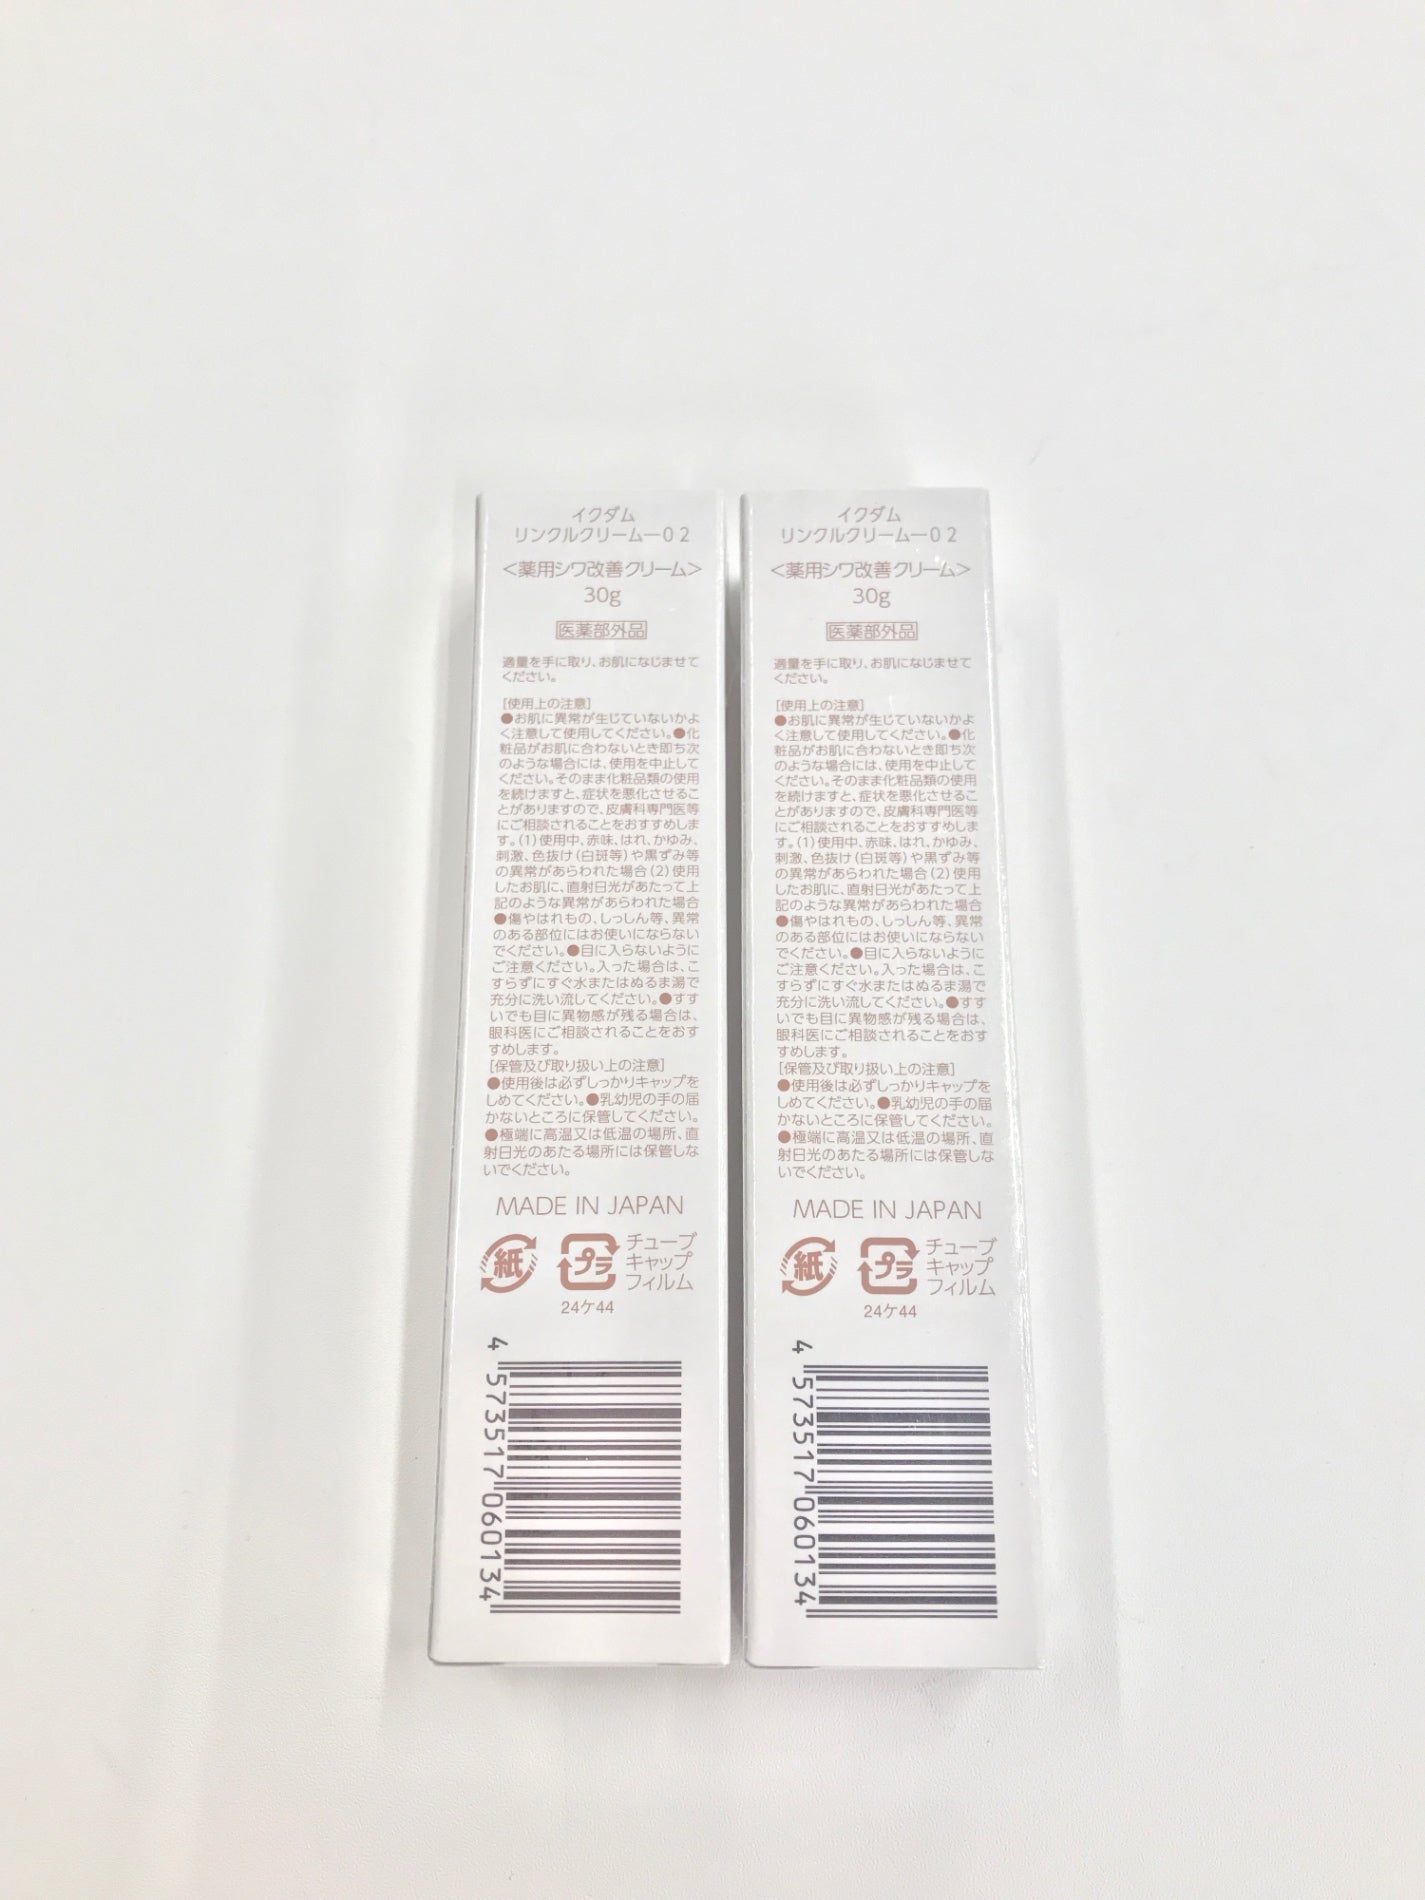 イクダム
リンクルクリームー０２
<薬用シワ改善クリーム>
30g
医薬部外品
適量を手に取り、お肌になじませて
ください。
[使用上の注意]
●お肌に異常が生じていないかよ
く注意して使用してください。●化
粧品がお肌に合わないとき即ち次
のような場合には、使用を中止して
ください。そのまま化粧品類の使用
を続けますと、症状を悪化させるこ
とがありますので、皮膚科専門医等
にご相談されることをおすすめしま
す。(1)使用中、赤味、はれ、かゆみ、
刺激、色抜け(白斑等)や黒ずみ等
の異常があらわれた場合(2)使用
したお肌に、直射日光があたって上
記のような異常があらわれた場合
●傷やはれもの、しっしん等、異常
のある部位にはお使いにならない
でください。●目に入らないように
ご注意ください。入った場合は、こ
すらずにすぐ水またはぬるま湯で
充分に洗い流してください。●すす
いでも目に異物感が残る場合は、
眼科医にご相談されることをおす
すめします。
[保管及び取り扱い上の注意]
●使用後は必ずしっかりキャップを
しめてください。●乳幼児の手の届
かないところに保管してください。
●極端に高温又は低温の場所、直
射日光のあたる場所には保管しな
いでください。
MADE IN JAPAN
紙
プラ
チューブ
キャップ
フィルム
24ケ44
4 573517 060134
イクダム
リンクルクリームー０２
<薬用シワ改善クリーム>
30g
医薬部外品
適量を手に取り、お肌になじませて
ください。
[使用上の注意]
●お肌に異常が生じていないかよ
く注意して使用してください。●化
粧品がお肌に合わないとき即ち次
のような場合には、使用を中止して
ください。そのまま化粧品類の使用
を続けますと、症状を悪化させるこ
とがありますので、皮膚科専門医等
にご相談されることをおすすめしま
す。(1)使用中、赤味、はれ、かゆみ、
刺激、色抜け(白斑等)や黒ずみ等
の異常があらわれた場合(2)使用
したお肌に、直射日光があたって上
記のような異常があらわれた場合
●傷やはれもの、しっしん等、異常
のある部位にはお使いにならない
でください。●目に入らないように
ご注意ください。入った場合は、こ
すらずにすぐ水またはぬるま湯で
充分に洗い流してください。●すす
いでも目に異物感が残る場合は、
眼科医にご相談されることをおす
すめします。
[保管及び取り扱い上の注意]
●使用後は必ずしっかりキャップを
しめてください。●乳幼児の手の届
かないところに保管してください。
●極端に高温又は低温の場所、直
射日光のあたる場所には保管しな
いでください。
MADE IN JAPAN
紙
プラ
チューブ
キャップ
フィルム
24ケ44
4 573517 060134